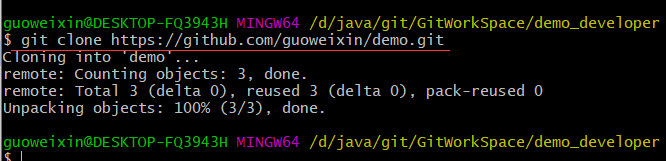 guoweixin@DESKTOP-FQ3943H MINGW64 /d/java/git/GitWorkSpace/demo_developer
$ git clone https://github.com/guoweixin/demo.git
Cloning into 'demo'...
remote: Counting objects: 3, done.
remote: Total 3 (delta 0), reused 3 (delta 0), pack-reused 0
Unpacking objects: 100% (3/3), done.
guoweixin@DESKTOP-FQ3943H MINGW64 /d/java/git/GitWorkSpace/demo_developer
$